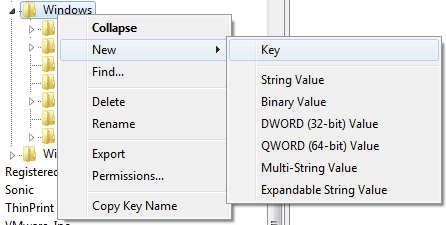 Windows
Collapse
New
Find...
Delete
Rename
Export
Permissions...
Copy Key Name
Key
String Value
Binary Value
DWORD (32-bit) Value
QWORD (64-bit) Value
Multi-String Value
Expandable String Value
Wi
Registered
Sonic
ThinPrint